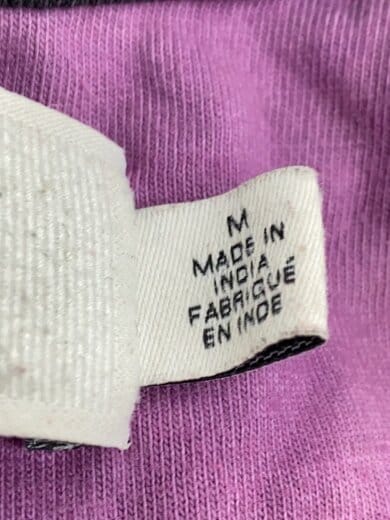 M
MADE IN
INDIA
FABRIQUÉ
EN INDE